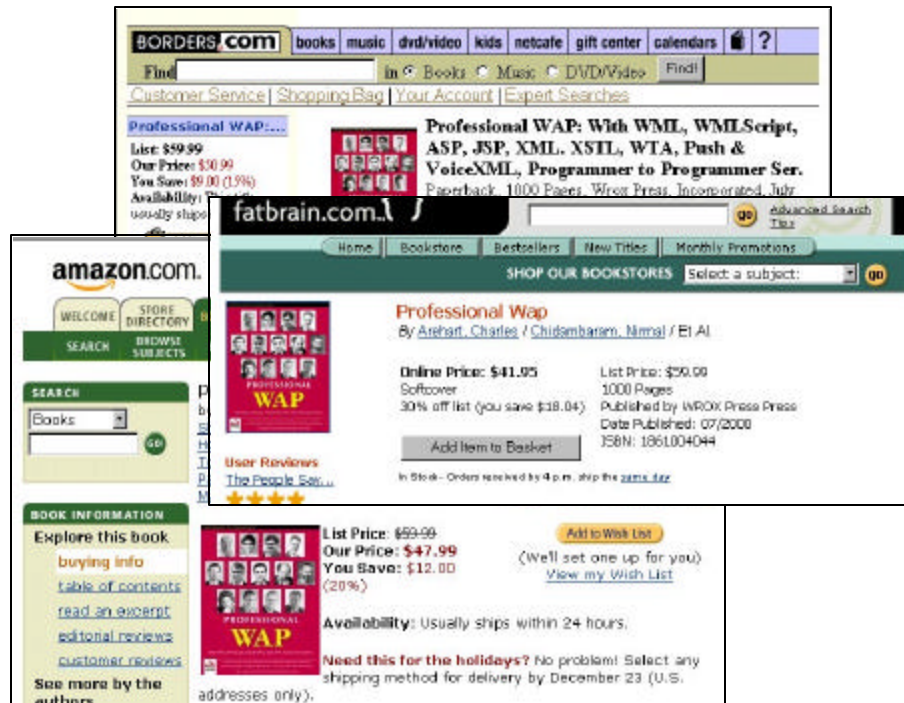 BORDERS.COM books music dvd/video kids netcafe gift center calendars ?
Find in Books Music DVD/Video Find!
Customer Service | Shopping Bag | Your Account | Expert Searches
Professional WAP:...
List: $59.99
Our Price: $50.99
You Save: $9.00 (15%)
Availability:
usually ships
Professional WAP: With WML, WMLScript,
ASP, JSP, XML. XSTL, WTA, Push &
VoiceXML, Programmer to Programmer Ser.
Paperback, 1000 Pages, Wrox Press, Incorporated, July
fatbrain.com.
go
Advanced Search
Tips
Home Bookstore Bestsellers New Titles Monthly Promotions
SHOP OUR BOOKSTORES Select a subject: go
PROFESSIONAL
WAP
Professional Wap
By Arehart, Charles / Chidambaram, Nirmal / Et Al
Online Price: $41.95
Softcover
30% off list (you save $18.04)
Add Item to Basket
List Price: $59.99
1000 Pages
Published by WROX Press Press
Date Published: 07/2000
ISBN: 1861004044
In Stock - Orders received by 4 p.m. ship the same day
User Reviews
The People Say...
amazon.com.
WELCOME
STORE
DIRECTORY
SEARCH
BROWSE
SUBJECTS
SEARCH
Books
GO!
BOOK INFORMATION
Explore this book
buying info
table of contents
read an excerpt
editorial reviews
customer reviews
See more by the
authors
PROFESSIONAL
WAP
List Price: $59.99
Our Price: $47.99
You Save: $12.00
(20%)
Add to Wish List
(We'll set one up for you)
View my Wish List
Availability: Usually ships within 24 hours.
Need this for the holidays? No problem! Select any
shipping method for delivery by December 23 (U.S.
addresses only).